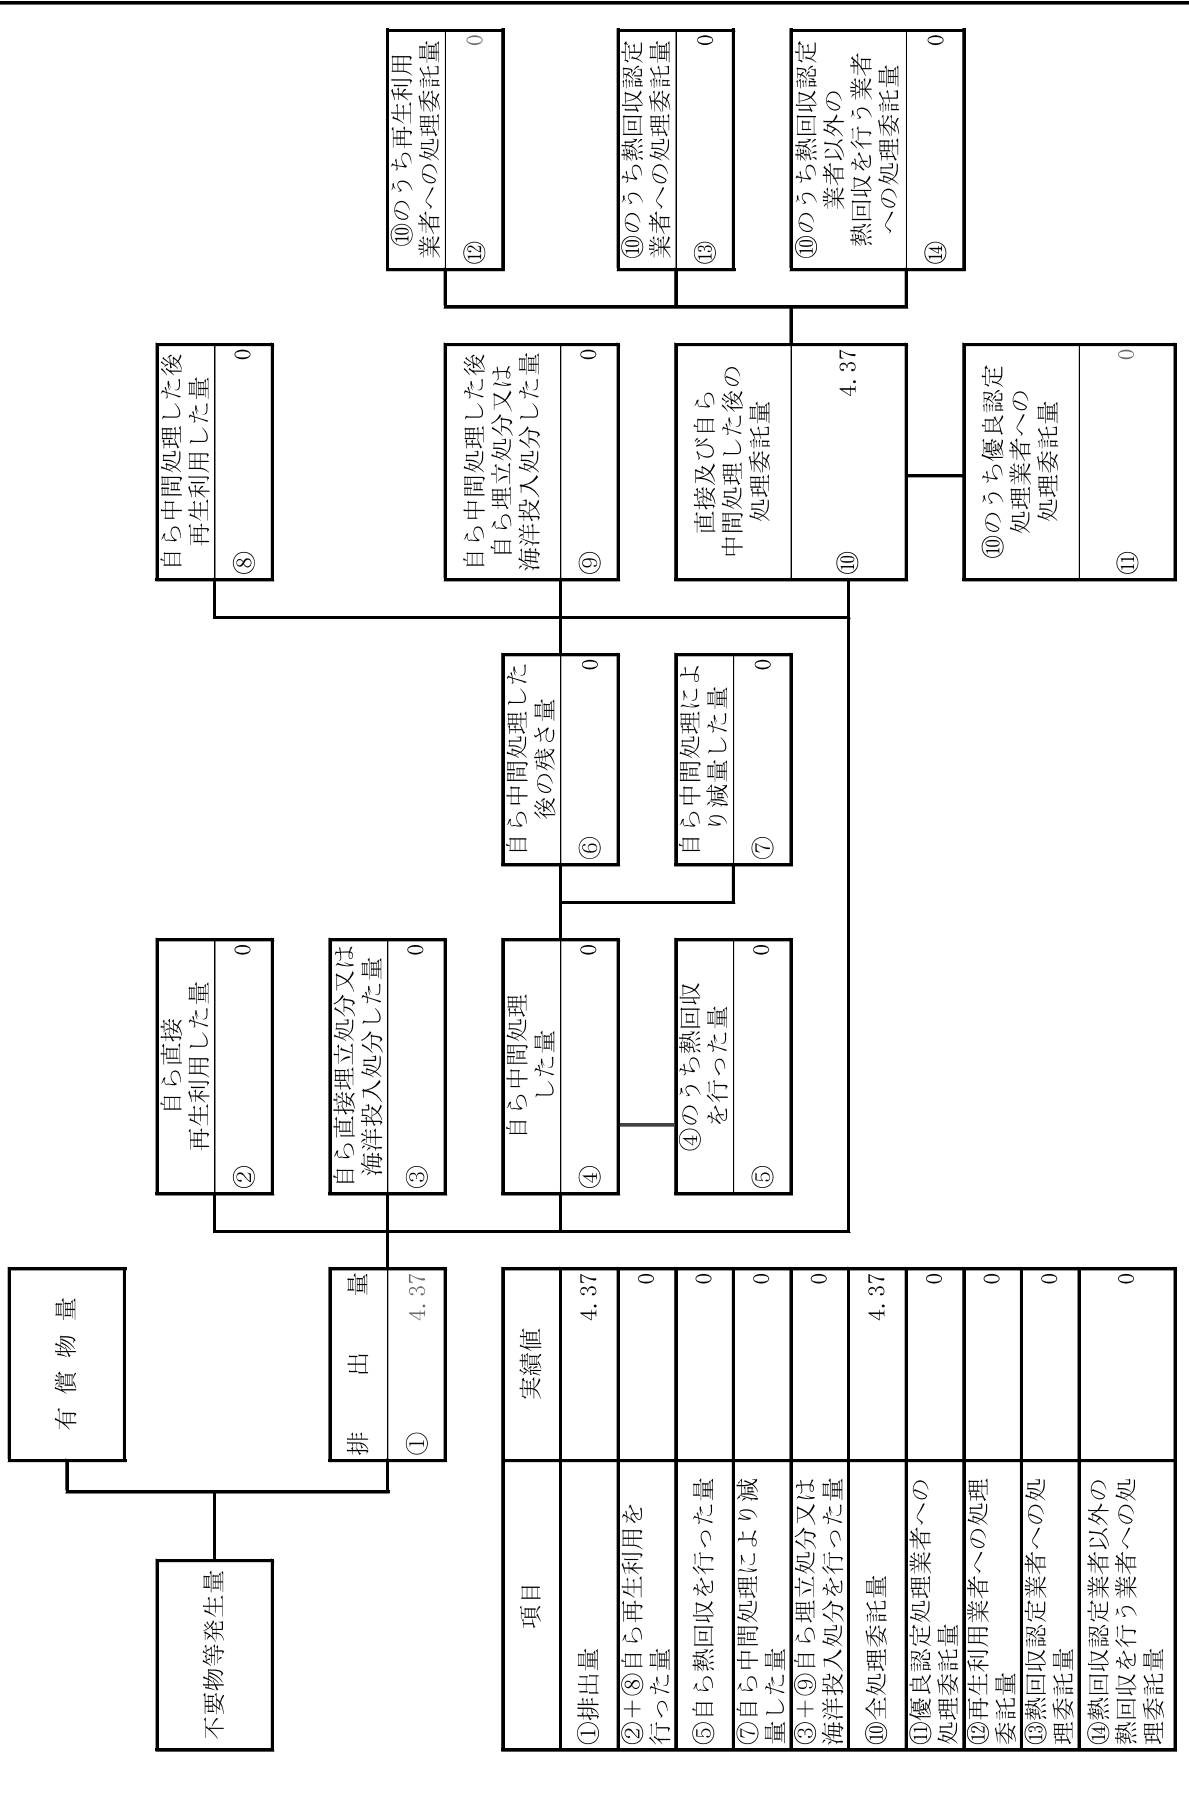 有償物量
不要物等発生量
排出量
① 4.37
自ら直接
再生利用した量
② 0
自ら直接埋立処分又は
海洋投入処分した量
③ 0
自ら中間処理
した量
④ 0
④のうち熱回収
を行った量
⑤ 0
自ら中間処理した
後の残さ量
⑥ 0
自ら中間処理によ
り減量した量
⑦ 0
自ら中間処理した後
再生利用した量
⑧ 0
自ら中間処理した後
自ら埋立処分又は
海洋投入処分した量
⑨ 0
直接及び自ら
中間処理した後の
処理委託量
⑩ 4.37
⑩のうち優良認定
処理業者への
処理委託量
⑪ 0
⑩のうち再生利用
業者への処理委託量
⑫ 0
⑩のうち熱回収認定
業者への処理委託量
⑬ 0
⑩のうち熱回収認定
業者以外の
熱回収を行う業者
への処理委託量
⑭ 0
項目 実績値
①排出量 4.37
②+⑧自ら再生利用を
行った量 0
⑤自ら熱回収を行った量 0
⑦自ら中間処理により減
量した量 0
③+⑨自ら埋立処分又は
海洋投入処分を行った量 0
⑩全処理委託量 4.37
⑪優良認定処理業者への
処理委託量 0
⑫再生利用業者への処理
委託量 0
⑬熱回収認定業者への処
理委託量 0
⑭熱回収認定業者以外の
熱回収を行う業者への処
理委託量 0